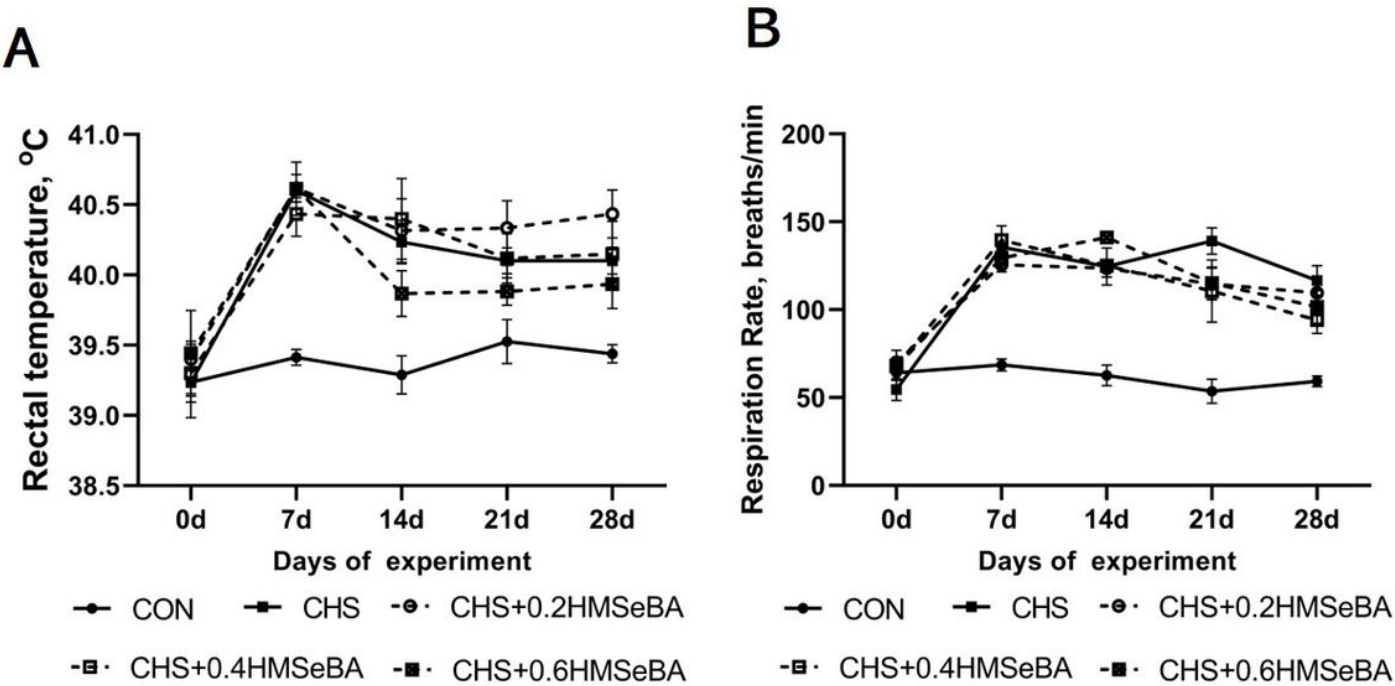 A
Rectal temperature, °C
41.0
40.5
40.0
39.5
39.0
38.5
0d 7d 14d 21d 28d
Days of experiment
CON CHS CHS+0.2HMSeBA
CHS+0.4HMSeBA CHS+0.6HMSeBA
B
Respiration Rate, breaths/min
200
150
100
50
0
0d 7d 14d 21d 28d
Days of experiment
CON CHS CHS+0.2HMSeBA
CHS+0.4HMSeBA CHS+0.6HMSeBA